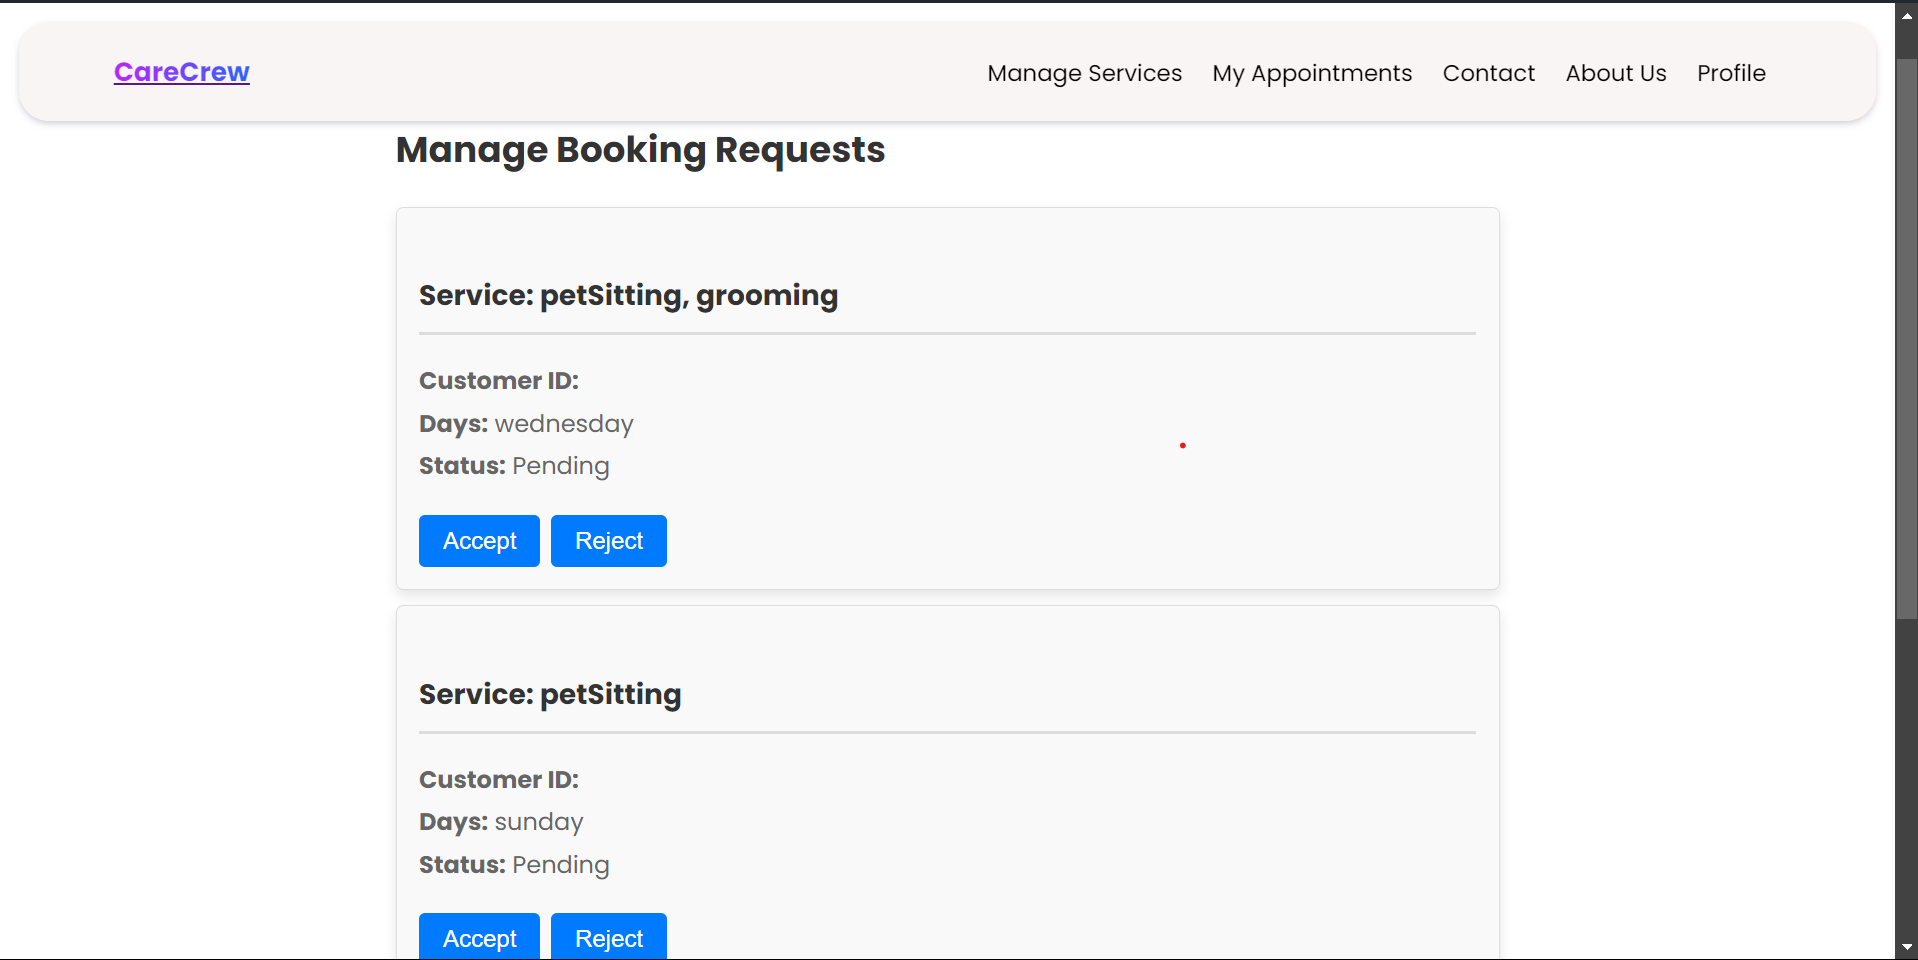 CareCrew
Manage Services
My Appointments
Contact
About Us
Profile
Manage Booking Requests
Service: petSitting, grooming
Customer ID:
Days: wednesday
Status: Pending
Accept
Reject
Service: petSitting
Customer ID:
Days: sunday
Status: Pending
Accept
Reject